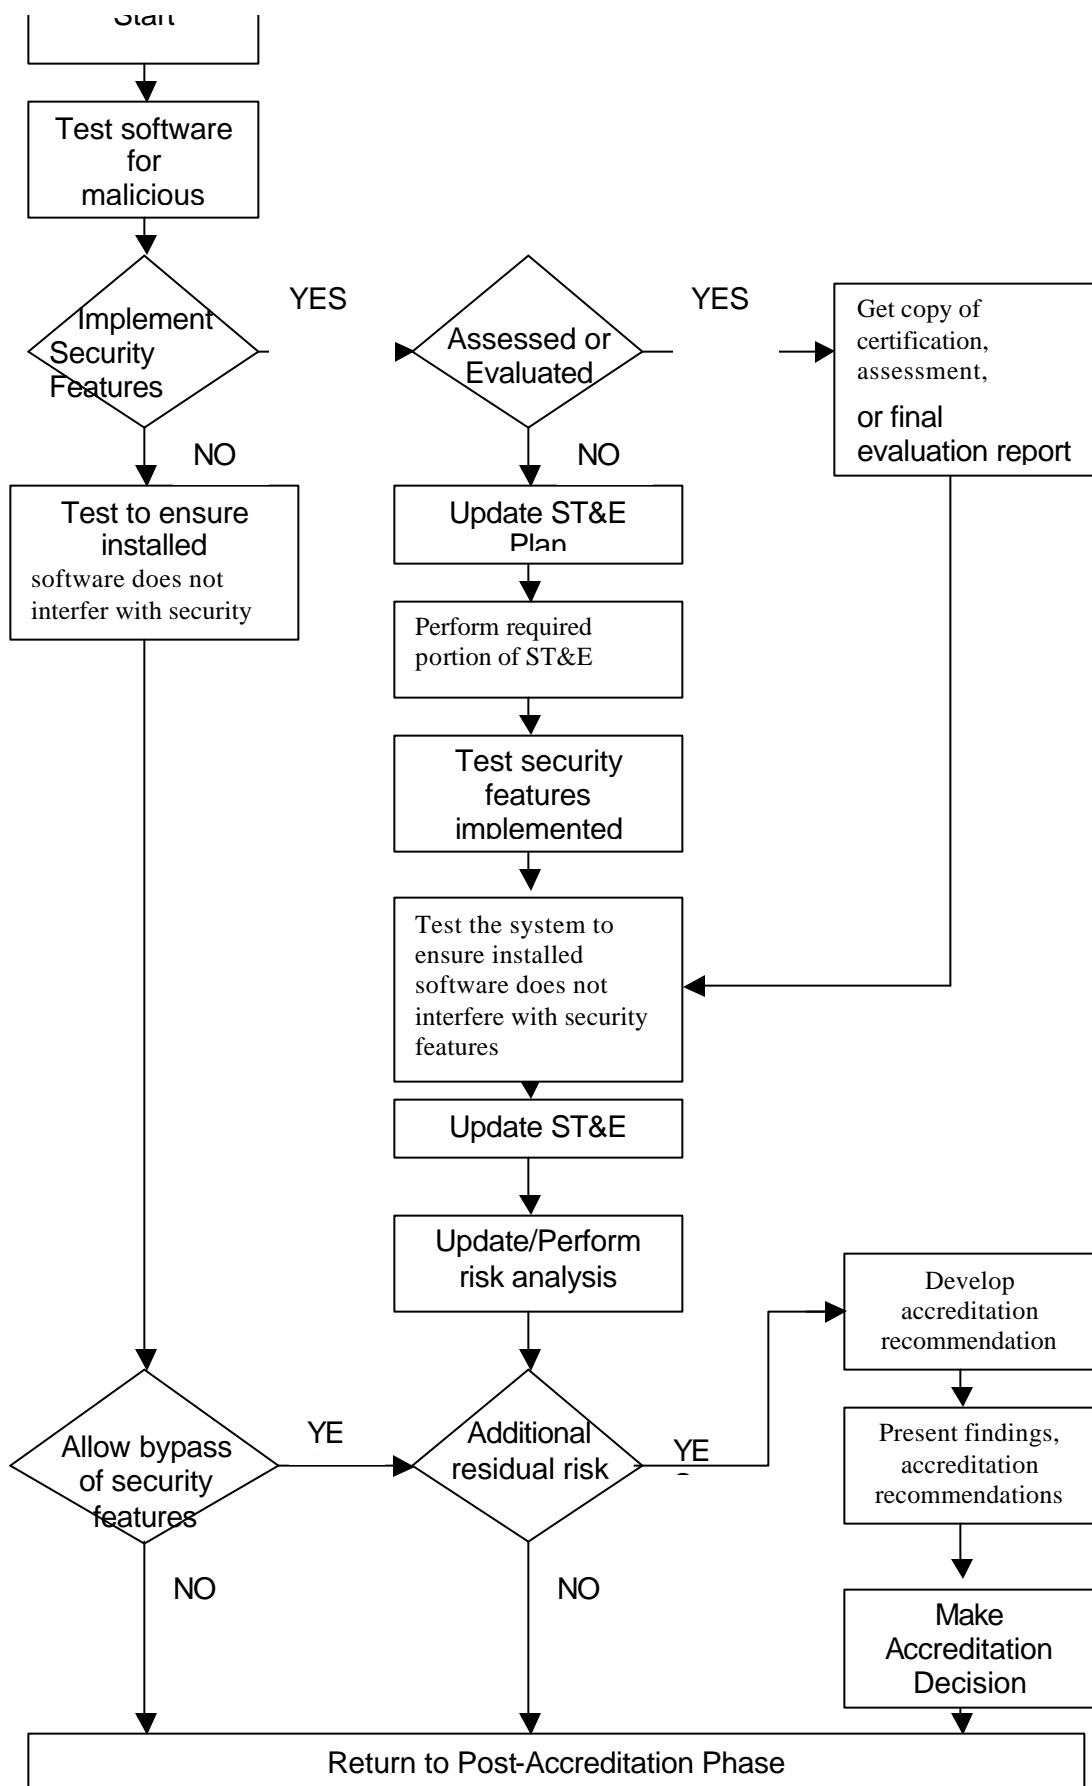 Start
Test software
for
malicious
Implement
Security
Features
YES
Assessed or
Evaluated
YES
Get copy of
certification,
assessment,
or final
evaluation report
NO
NO
Test to ensure
installed
software does not
interfer with security
Update ST&E
Plan
Perform required
portion of ST&E
Test security
features
implemented
Test the system to
ensure installed
software does not
interfere with security
features
Update ST&E
Update/Perform
risk analysis
Develop
accreditation
recommendation
Allow bypass
of security
features
YE
Additional
residual risk
YE
Present findings,
accreditation
recommendations
NO
NO
Make
Accreditation
Decision
Return to Post-Accreditation Phase